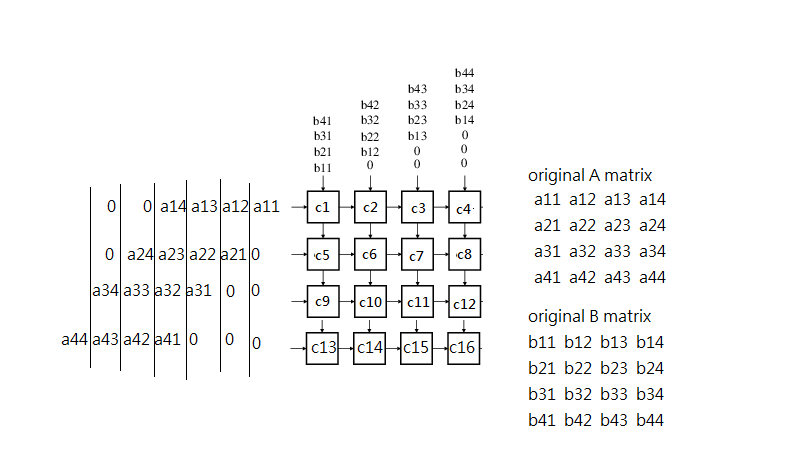 b44
b43 b34
b42 b33 b24
b41 b32 b23 b14
b31 b22 b13 0
b21 b12 0 0
b11 0 0 0
0 0 a14 a13 a12 a11 c1 c2 c3 c4
0 a24 a23 a22 a21 0 c5 c6 c7 c8
a34 a33 a32 a31 0 0 c9 c10 c11 c12
a44 a43 a42 a41 0 0 0 c13 c14 c15 c16
original A matrix
a11 a12 a13 a14
a21 a22 a23 a24
a31 a32 a33 a34
a41 a42 a43 a44
original B matrix
b11 b12 b13 b14
b21 b22 b23 b24
b31 b32 b33 b34
b41 b42 b43 b44